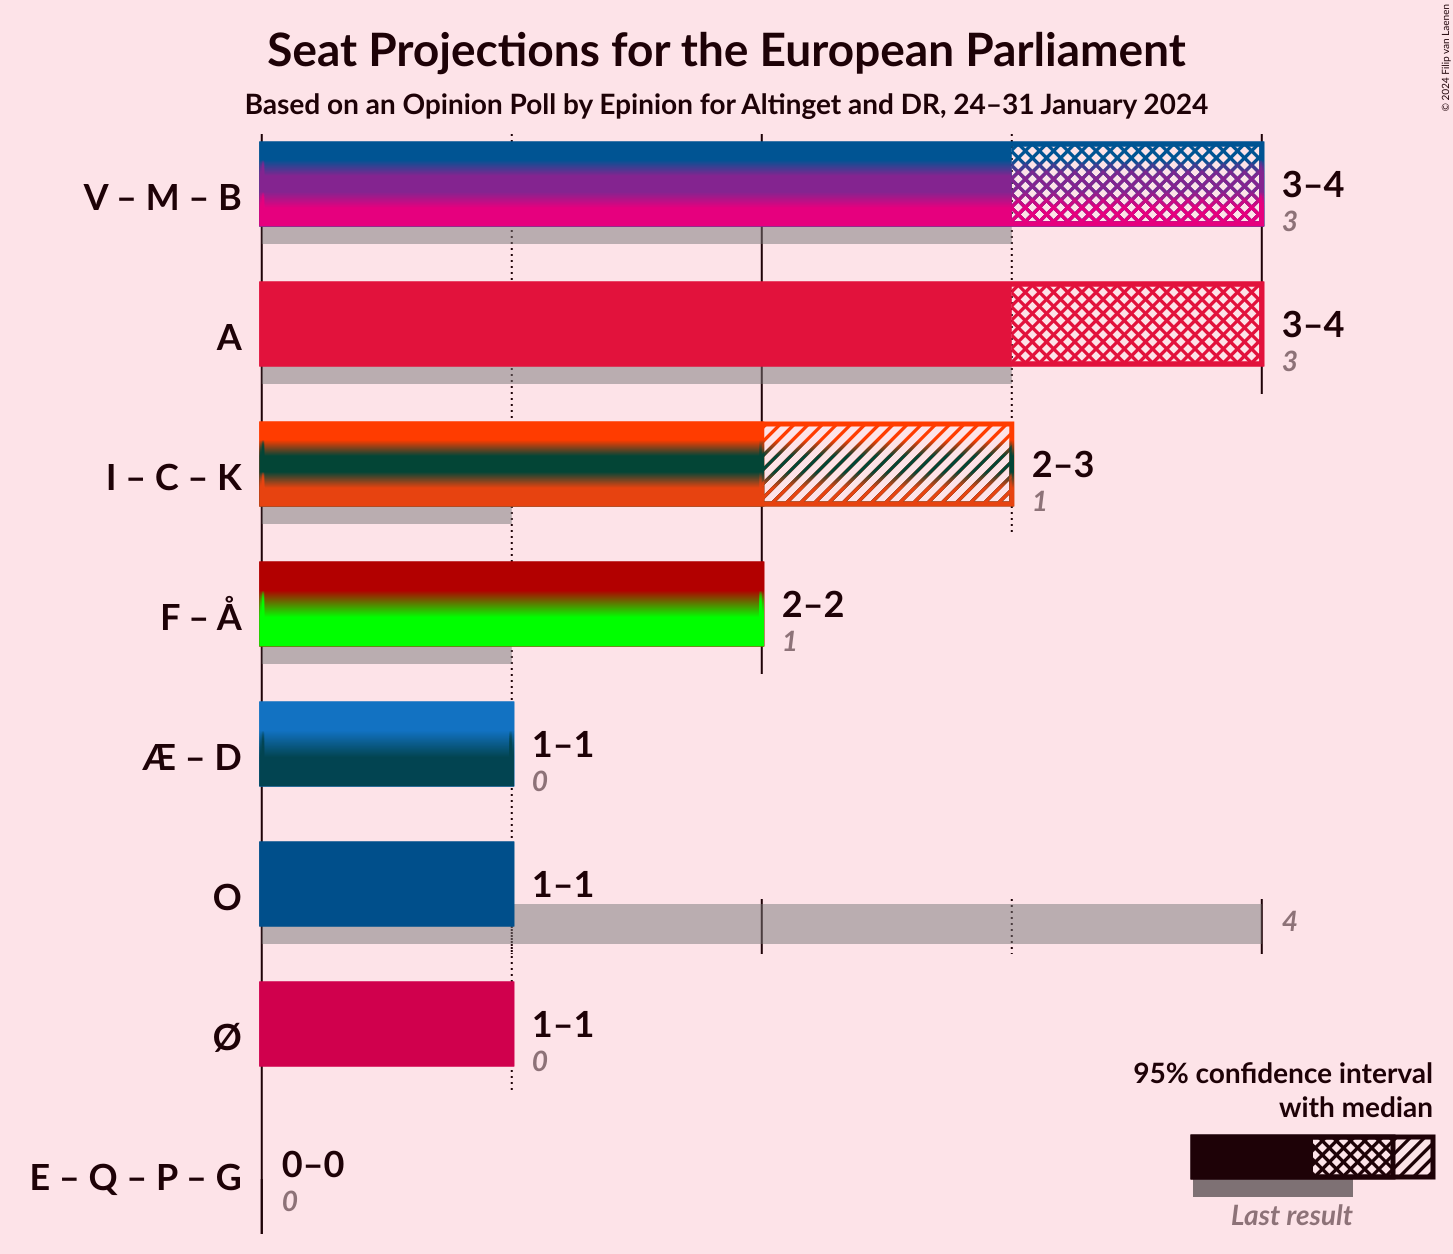 Seat Projections for the European Parliament
Based on an Opinion Poll by Epinion for Altinget and DR, 24–31 January 2024
© 2024 Filip van Laenen
V – M – B
3–4
3
A
3–4
3
I – C – K
2–3
1
F – Å
2–2
1
Æ – D
1–1
0
O
1–1
4
Ø
1–1
0
E – Q – P – G
0–0
0
95% confidence interval
with median
Last result